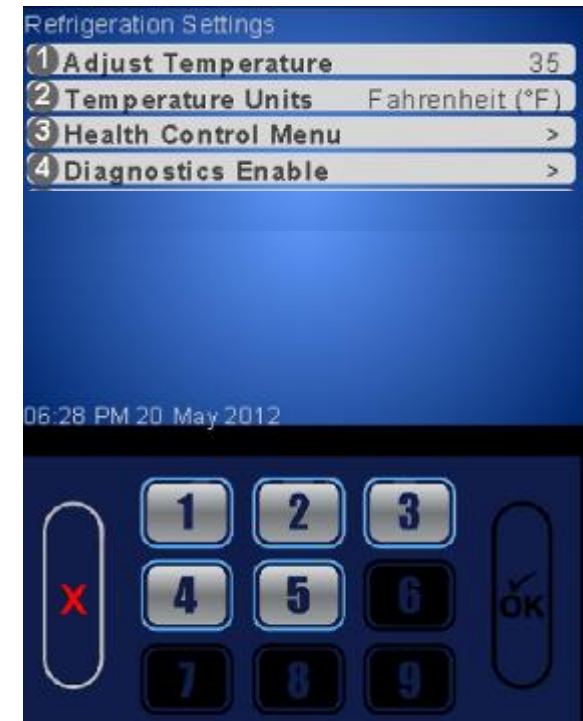 Refrigeration Settings
1 Adjust Temperature 35
2 Temperature Units Fahrenheit (°F)
3 Health Control Menu >
4 Diagnostics Enable >
06:28 PM 20 May 2012
1 2 3
X 4 5 6 OK
7 8 9